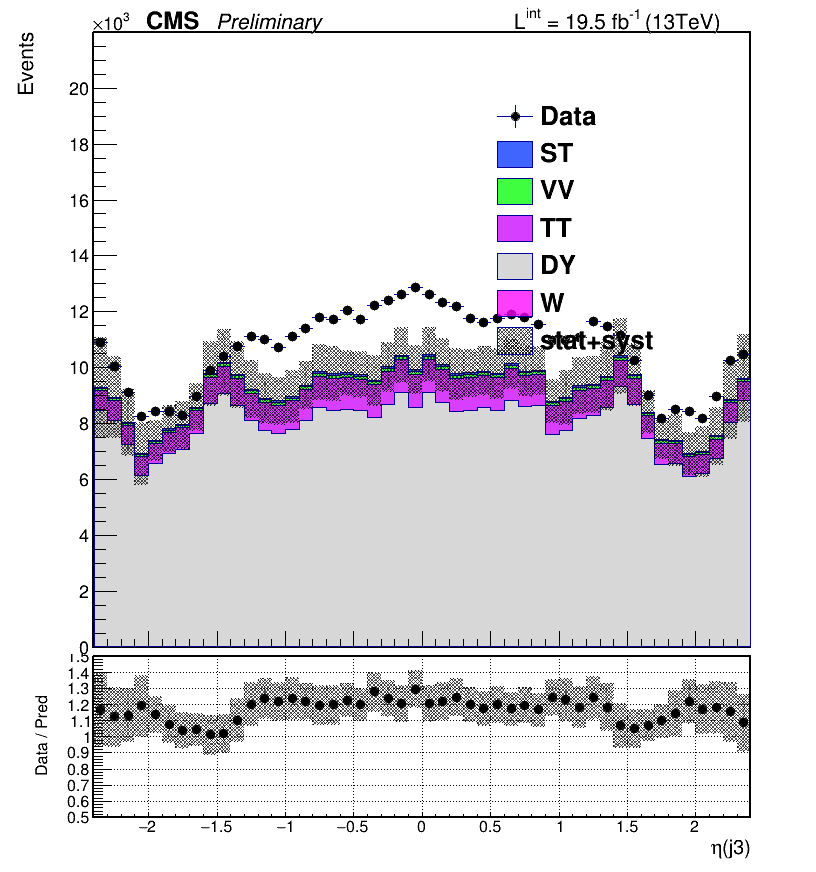 ×10³ CMS Preliminary L^int = 19.5 fb⁻¹ (13TeV)
Events
20
18
16
14
12
10
8
6
4
2
0
Data
ST
VV
TT
DY
W
stat+syst
Data / Pred
1.5
1.4
1.3
1.2
1.1
1
0.9
0.8
0.7
0.6
0.5
−2 −1.5 −1 −0.5 0 0.5 1 1.5 2
η(j3)